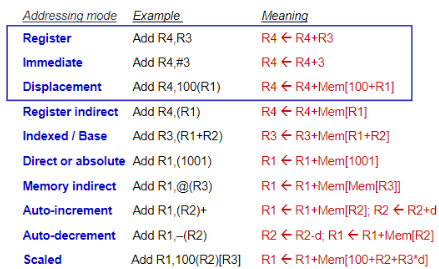 Addressing mode Example Meaning
Register Add R4,R3 R4 ← R4+R3
Immediate Add R4,#3 R4 ← R4+3
Displacement Add R4,100(R1) R4 ← R4+Mem[100+R1]
Register indirect Add R4,(R1) R4 ← R4+Mem[R1]
Indexed / Base Add R3,(R1+R2) R3 ← R3+Mem[R1+R2]
Direct or absolute Add R1,(1001) R1 ← R1+Mem[1001]
Memory indirect Add R1,@(R3) R1 ← R1+Mem[Mem[R3]]
Auto-increment Add R1,(R2)+ R1 ← R1+Mem[R2]; R2 ← R2+d
Auto-decrement Add R1,–(R2) R2 ← R2-d; R1 ← R1+Mem[R2]
Scaled Add R1,100(R2)[R3] R1 ← R1+Mem[100+R2+R3*d]